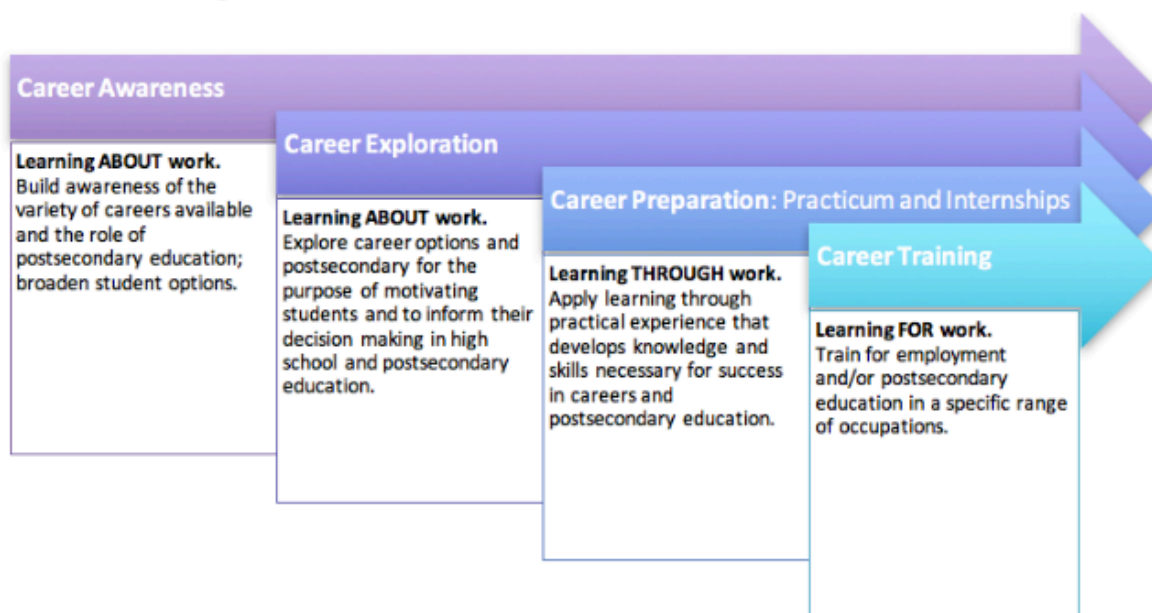 Career Awareness
Learning ABOUT work.
Build awareness of the
variety of careers available
and the role of
postsecondary education;
broaden student options.
Career Exploration
Learning ABOUT work.
Explore career options and
postsecondary for the
purpose of motivating
students and to inform their
decision making in high
school and postsecondary
education.
Career Preparation: Practicum and Internships
Learning THROUGH work.
Apply learning through
practical experience that
develops knowledge and
skills necessary for success
in careers and
postsecondary education.
Career Training
Learning FOR work.
Train for employment
and/or postsecondary
education in a specific range
of occupations.